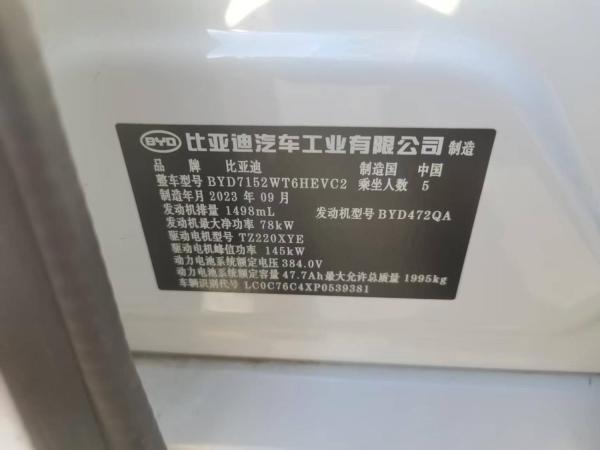 BYD 比亚迪汽车工业有限公司 制造
品 牌 比亚迪 制造国 中国
整车型号 BYD7152WT6HEVC2 乘坐人数 5
制造年月 2023 年 09 月
发动机排量 1498mL 发动机型号 BYD472QA
发动机最大净功率 78kW
驱动电机型号 TZ220XYE
驱动电机峰值功率 145kW
动力电池系统额定电压 384.0V
动力电池系统额定容量 47.7Ah 最大允许总质量 1995kg
车辆识别代号 LC0C76C4XP0539381